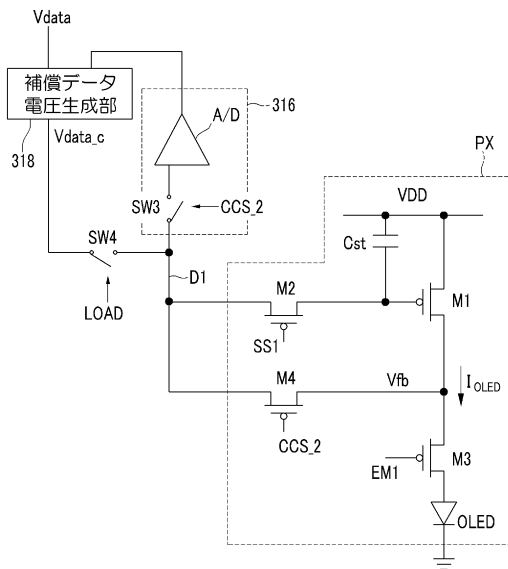 Vdata
補償データ
電圧生成部
318
Vdata_c
A/D
316
SW3
CCS_2
SW4
LOAD
D1
PX
VDD
Cst
M2
M1
SS1
M4
Vfb
IOLED
CCS_2
M3
EM1
OLED